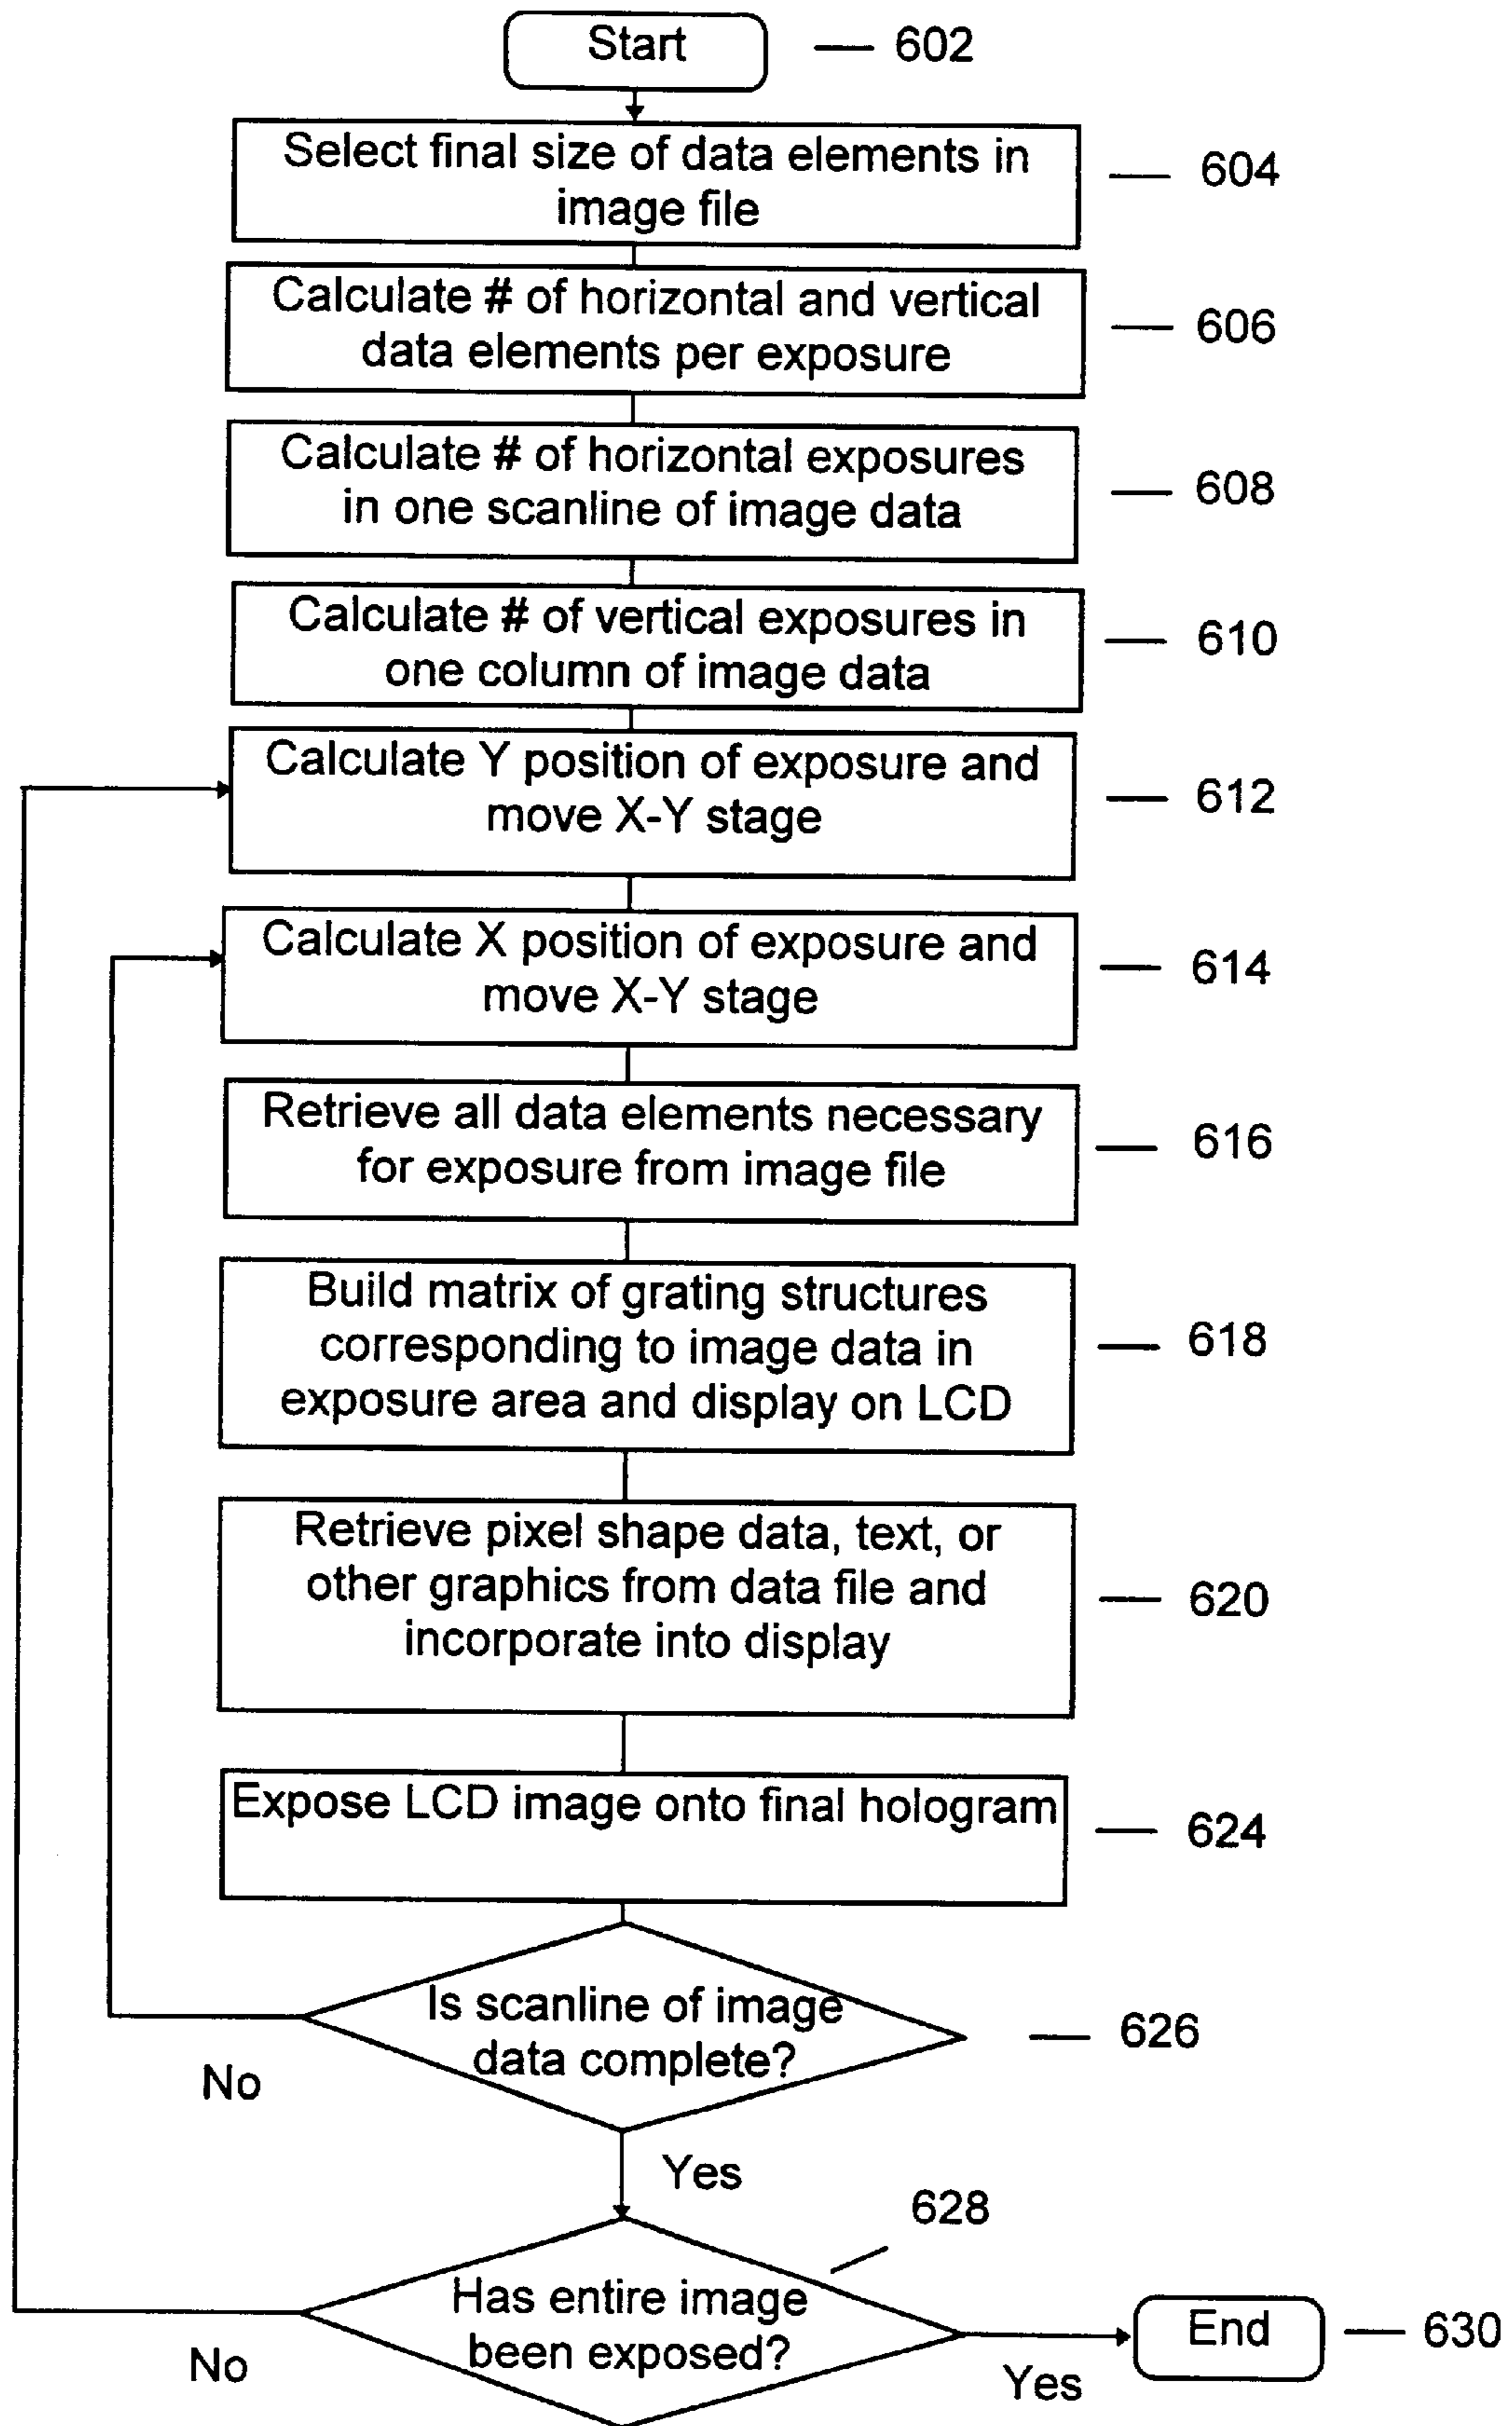 Start
602
Select final size of data elements in
image file
604
Calculate # of horizontal and vertical
data elements per exposure
606
Calculate # of horizontal exposures
in one scanline of image data
608
Calculate # of vertical exposures in
one column of image data
610
Calculate Y position of exposure and
move X-Y stage
612
Calculate X position of exposure and
move X-Y stage
614
Retrieve all data elements necessary
for exposure from image file
616
Build matrix of grating structures
corresponding to image data in
exposure area and display on LCD
618
Retrieve pixel shape data, text, or
other graphics from data file and
incorporate into display
620
Expose LCD image onto final hologram
624
Is scanline of image
data complete?
626
No
Yes
628
Has entire image
been exposed?
No
Yes
End
630